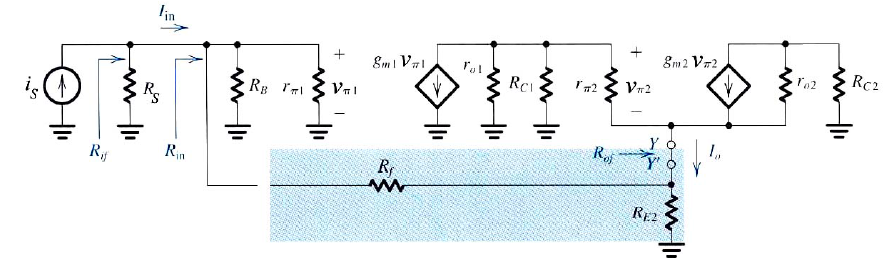 I_in
i_S
R_S
R_B
r_π1
+
v_π1
−
g_m1 v_π1
r_o1
R_C1
r_π2
+
v_π2
−
g_m2 v_π2
r_o2
R_C2
R_if
R_in
R_of
Y
Y'
I_o
R_f
R_E2